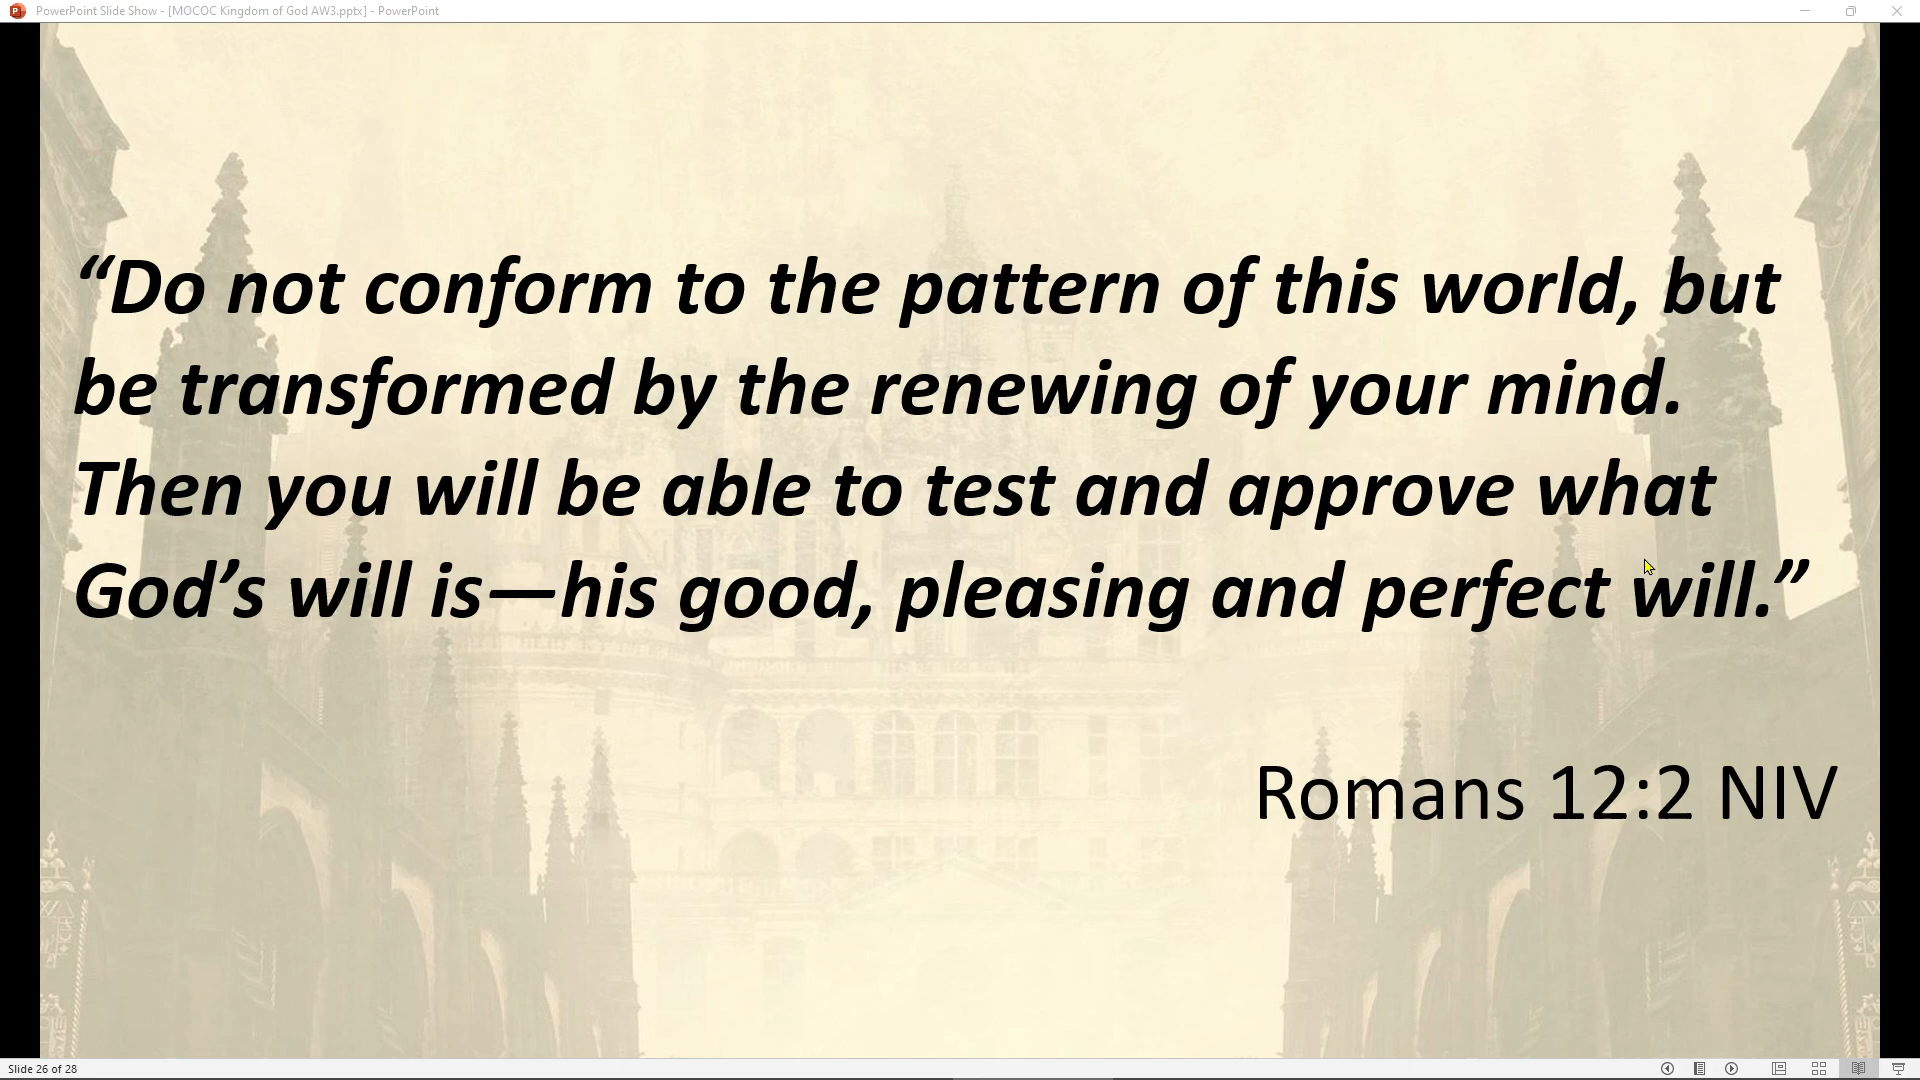 PowerPoint Slide Show - [MOCOC Kingdom of God AW3.pptx] - PowerPoint
“Do not conform to the pattern of this world, but
be transformed by the renewing of your mind.
Then you will be able to test and approve what
God’s will is—his good, pleasing and perfect will.”
Romans 12:2 NIV
Slide 26 of 28